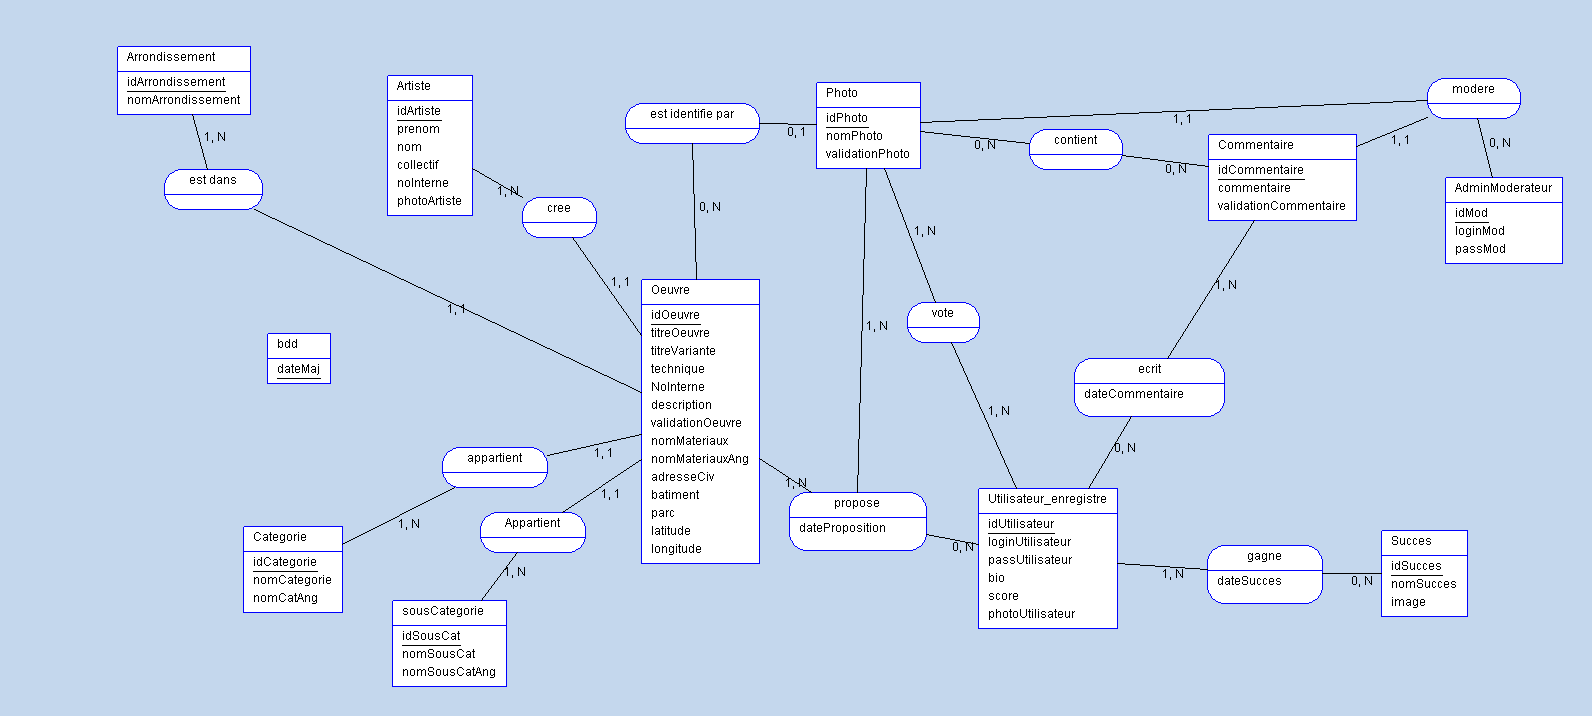 Arrondissement
idArrondissement
nomArrondissement
1, N
est dans
1, 1
Artiste
idArtiste
prenom
nom
collectif
noInterne
photoArtiste
1, N
cree
1, 1
est identifie par
0, 1
0, N
Photo
idPhoto
nomPhoto
validationPhoto
1, 1
0, N
contient
0, N
modere
1, 1
0, N
Commentaire
idCommentaire
commentaire
validationCommentaire
AdminModerateur
idMod
loginMod
passMod
bdd
dateMaj
Oeuvre
idOeuvre
titreOeuvre
titreVariante
technique
NoInterne
description
validationOeuvre
nomMateriaux
nomMateriauxAng
adresseCiv
batiment
parc
latitude
longitude
1, N
vote
1, N
1, N
1, N
ecrit
dateCommentaire
0, N
appartient
1, 1
1, N
Appartient
1, 1
1, N
Categorie
idCategorie
nomCategorie
nomCatAng
sousCategorie
idSousCat
nomSousCat
nomSousCatAng
1, N
propose
dateProposition
0, N
Utilisateur_enregistre
idUtilisateur
loginUtilisateur
passUtilisateur
bio
score
photoUtilisateur
1, N
gagne
dateSucces
0, N
Succes
idSucces
nomSucces
image